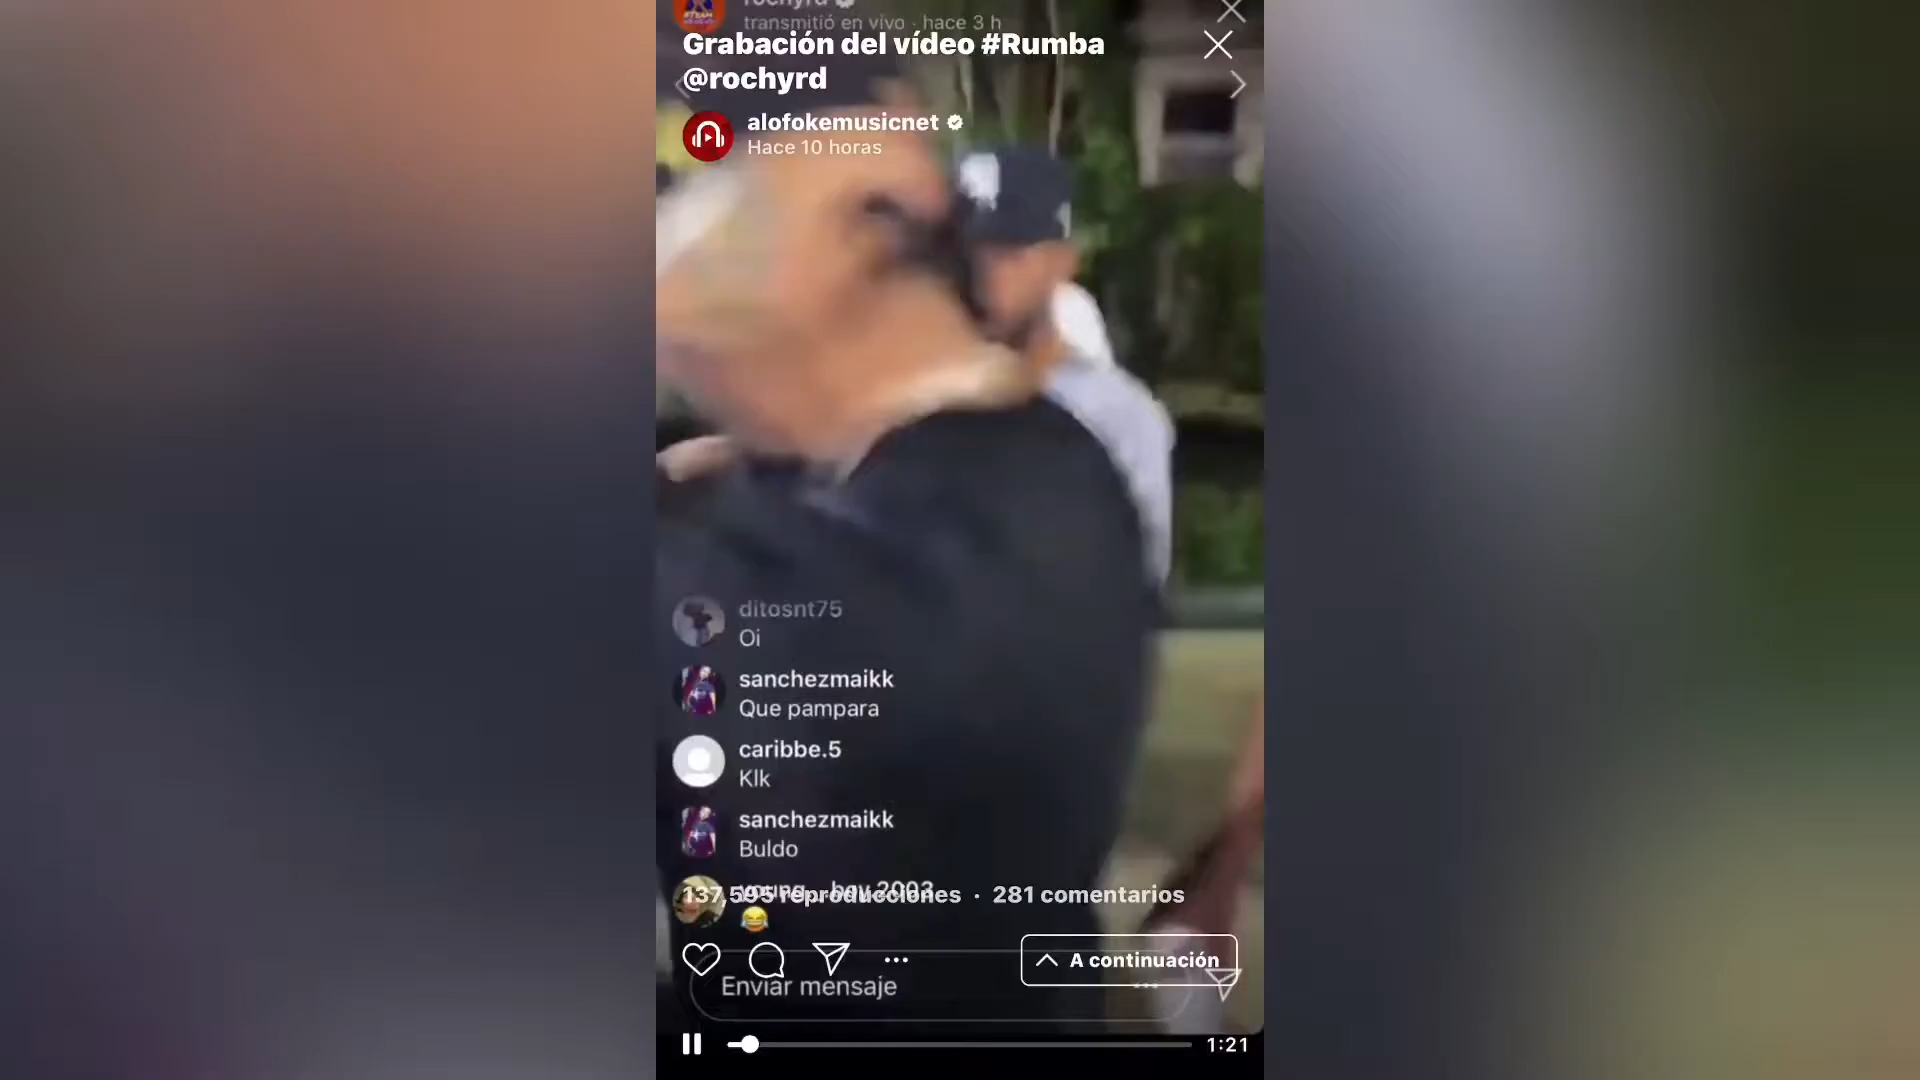 rochyrd
transmitió en vivo · hace 3 h
Grabación del vídeo #Rumba
@rochyrd
alofokemusicnet
Hace 10 horas
ditosnt75
Oi
sanchezmaikk
Que pampara
caribbe.5
Klk
sanchezmaikk
Buldo
137,595 reproducciones · 281 comentarios
😂
A continuación
Enviar mensaje
1:21